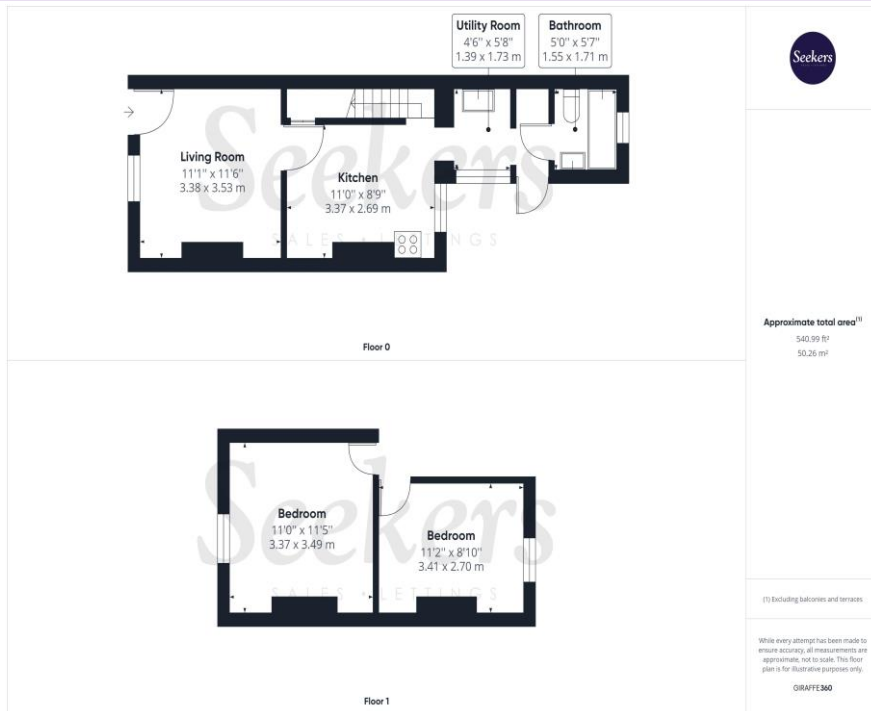 Utility Room
4'6" x 5'8"
1.39 x 1.73 m
Bathroom
5'0" x 5'7"
1.55 x 1.71 m
Living Room
11'1" x 11'6"
3.38 x 3.53 m
Kitchen
11'0" x 8'9"
3.37 x 2.69 m
Seekers
SALES • LETTINGS
Floor 0
Bedroom
11'0" x 11'5"
3.37 x 3.49 m
Bedroom
11'2" x 8'10"
3.41 x 2.70 m
Seekers
SALES • LETTINGS
Floor 1
Seekers
Approximate total area(1)
540.99 ft²
50.26 m²
(1) Excluding balconies and terraces
While every attempt has been made to
ensure accuracy, all measurements are
approximate, not to scale. This floor
plan is for illustrative purposes only.
GIRAFFE360